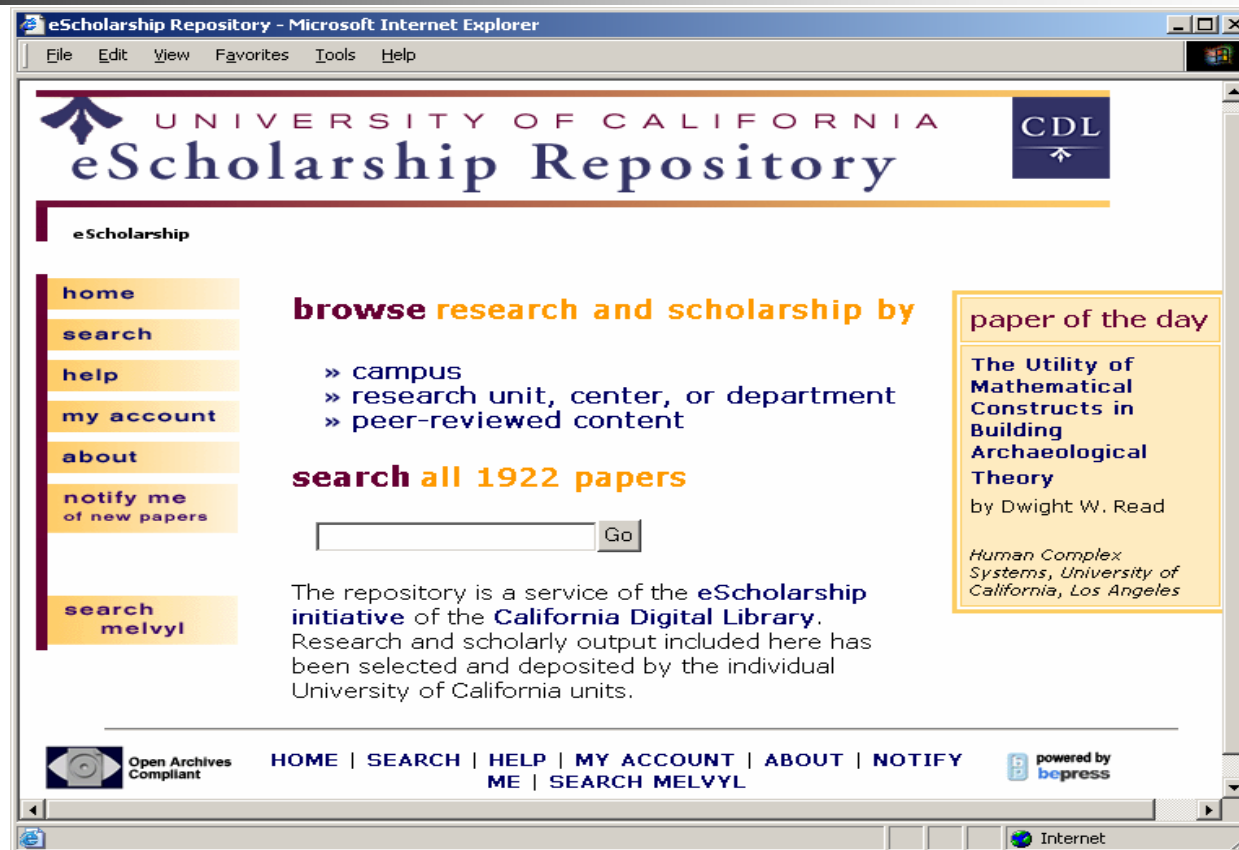 eScholarship Repository - Microsoft Internet Explorer
File Edit View Favorites Tools Help
UNIVERSITY OF CALIFORNIA
eScholarship Repository
CDL
eScholarship
home
search
help
my account
about
notify me
of new papers
search
melvyl
browse research and scholarship by
» campus
» research unit, center, or department
» peer-reviewed content
search all 1922 papers
Go
The repository is a service of the eScholarship
initiative of the California Digital Library.
Research and scholarly output included here has
been selected and deposited by the individual
University of California units.
paper of the day
The Utility of
Mathematical
Constructs in
Building
Archaeological
Theory
by Dwight W. Read
Human Complex
Systems, University of
California, Los Angeles
Open Archives
Compliant
HOME | SEARCH | HELP | MY ACCOUNT | ABOUT | NOTIFY
ME | SEARCH MELVYL
powered by
bepress
Internet